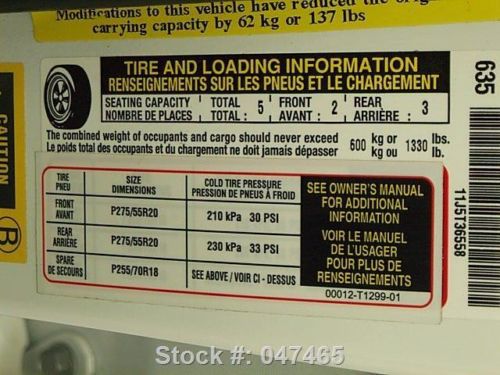 Modifications to this vehicle have reduced the original
carrying capacity by 62 kg or 137 lbs
TIRE AND LOADING INFORMATION
RENSEIGNEMENTS SUR LES PNEUS ET LE CHARGEMENT
SEATING CAPACITY TOTAL : 5 FRONT 2 REAR 3
NOMBRE DE PLACES TOTAL : AVANT : ARRIÈRE :
The combined weight of occupants and cargo should never exceed 600 kg or 1330 lbs.
Le poids total des occupants et du chargement ne doit jamais dépasser kg ou lb.
TIRE SIZE COLD TIRE PRESSURE
PNEU DIMENSIONS PRESSION DES PNEUS À FROID
FRONT
AVANT P275/55R20 210 kPa 30 PSI
REAR
ARRIÈRE P275/55R20 230 kPa 33 PSI
SPARE
DE SECOURS P255/70R18 SEE ABOVE / VOIR CI - DESSUS
SEE OWNER'S MANUAL
FOR ADDITIONAL
INFORMATION
VOIR LE MANUEL
DE L'USAGER
POUR PLUS DE
RENSEIGNEMENTS
00012-T1299-01
635
11J5T36558
CAUTION
B
Stock #: 047465